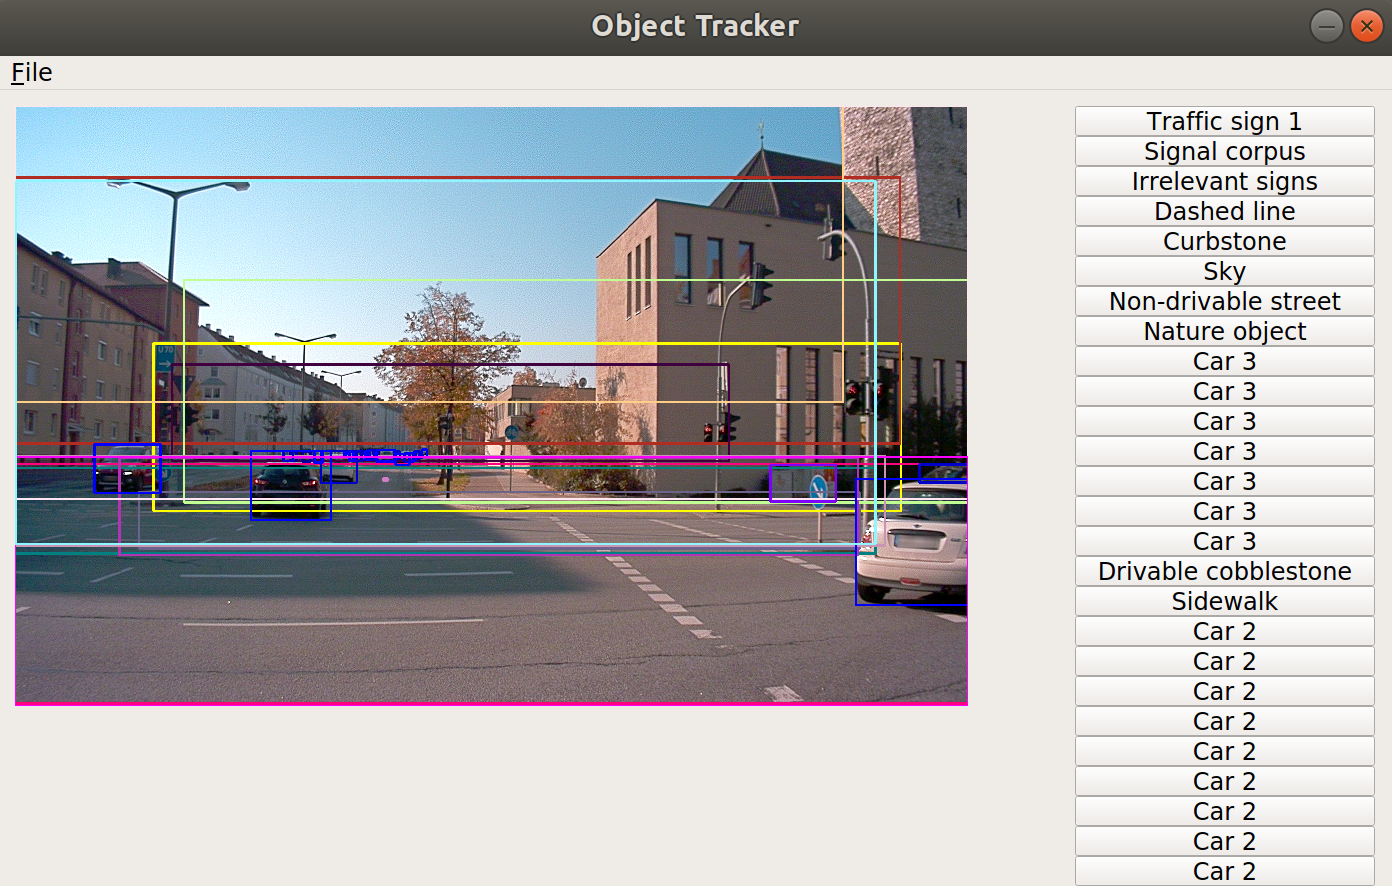 Object Tracker
File
Traffic sign 1
Signal corpus
Irrelevant signs
Dashed line
Curbstone
Sky
Non-drivable street
Nature object
Car 3
Car 3
Car 3
Car 3
Car 3
Car 3
Car 3
Drivable cobblestone
Sidewalk
Car 2
Car 2
Car 2
Car 2
Car 2
Car 2
Car 2
Car 2
Car 2
U70